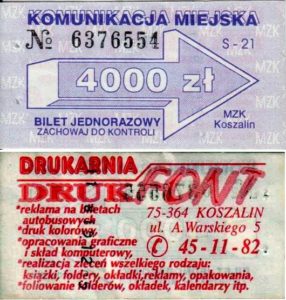 KOMUNIKACJA MIEJSKA
№ 6376554 S-21
4000 zł
BILET JEDNORAZOWY
ZACHOWAJ DO KONTROLI
MZK
Koszalin
DRUKARNIA
DRUK FONT
*reklama na biletach
autobusowych
*druk kolorowy,
*opracowania graficzne
i skład komputerowy,
75-364 KOSZALIN
ul. A. Warskiego 5
✆ 45-11-82
*realizacja zleceń wszelkiego rodzaju:
książki, foldery, okładki, reklamy, opakowania,
*foliowanie folderów, okładek, kalendarzy itp.